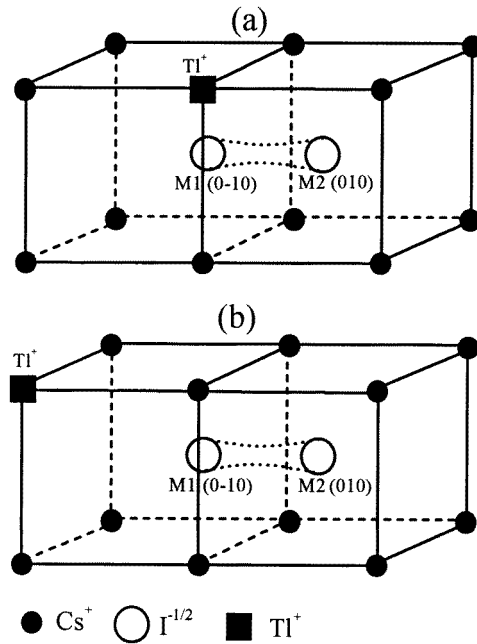 (a)
Tl⁺
M1 (0-10) M2 (010)
(b)
Tl⁺
M1 (0-10) M2 (010)
Cs⁺ I⁻¹/² Tl⁺